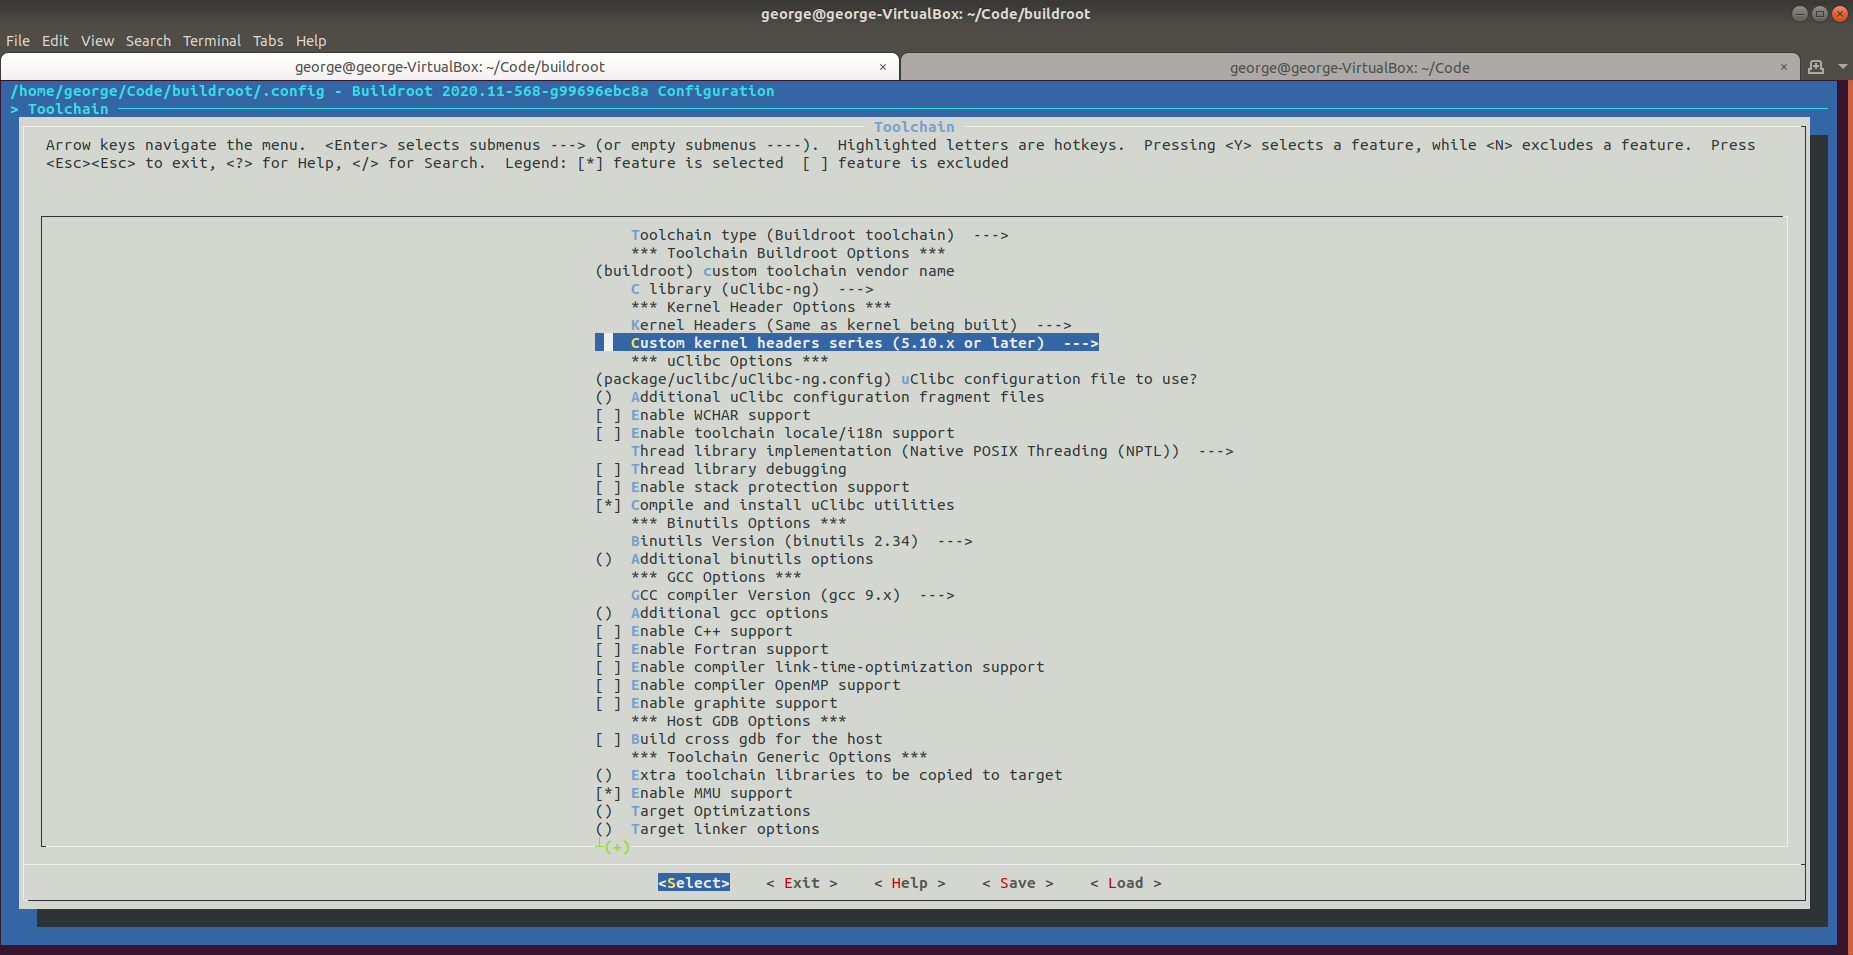 george@george-VirtualBox: ~/Code/buildroot
File Edit View Search Terminal Tabs Help
george@george-VirtualBox: ~/Code/buildroot × george@george-VirtualBox: ~/Code ×
/home/george/Code/buildroot/.config - Buildroot 2020.11-568-g99696ebc8a Configuration
> Toolchain
Toolchain
Arrow keys navigate the menu.  <Enter> selects submenus ---> (or empty submenus ----).  Highlighted letters are hotkeys.  Pressing <Y> selects a feature, while <N> excludes a feature.  Press
<Esc><Esc> to exit, <?> for Help, </> for Search.  Legend: [*] feature is selected  [ ] feature is excluded
Toolchain type (Buildroot toolchain)  --->
*** Toolchain Buildroot Options ***
(buildroot) custom toolchain vendor name
C library (uClibc-ng)  --->
*** Kernel Header Options ***
Kernel Headers (Same as kernel being built)  --->
Custom kernel headers series (5.10.x or later)  --->
*** uClibc Options ***
(package/uclibc/uClibc-ng.config) uClibc configuration file to use?
()  Additional uClibc configuration fragment files
[ ] Enable WCHAR support
[ ] Enable toolchain locale/i18n support
Thread library implementation (Native POSIX Threading (NPTL))  --->
[ ] Thread library debugging
[ ] Enable stack protection support
[*] Compile and install uClibc utilities
*** Binutils Options ***
Binutils Version (binutils 2.34)  --->
()  Additional binutils options
*** GCC Options ***
GCC compiler Version (gcc 9.x)  --->
()  Additional gcc options
[ ] Enable C++ support
[ ] Enable Fortran support
[ ] Enable compiler link-time-optimization support
[ ] Enable compiler OpenMP support
[ ] Enable graphite support
*** Host GDB Options ***
[ ] Build cross gdb for the host
*** Toolchain Generic Options ***
()  Extra toolchain libraries to be copied to target
[*] Enable MMU support
()  Target Optimizations
()  Target linker options
(+)
<Select>    < Exit >    < Help >    < Save >    < Load >